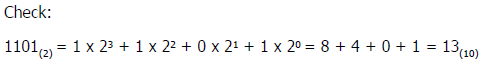 Check:
1101₍₂₎ = 1 x 2³ + 1 x 2² + 0 x 2¹ + 1 x 2⁰ = 8 + 4 + 0 + 1 = 13₍₁₀₎